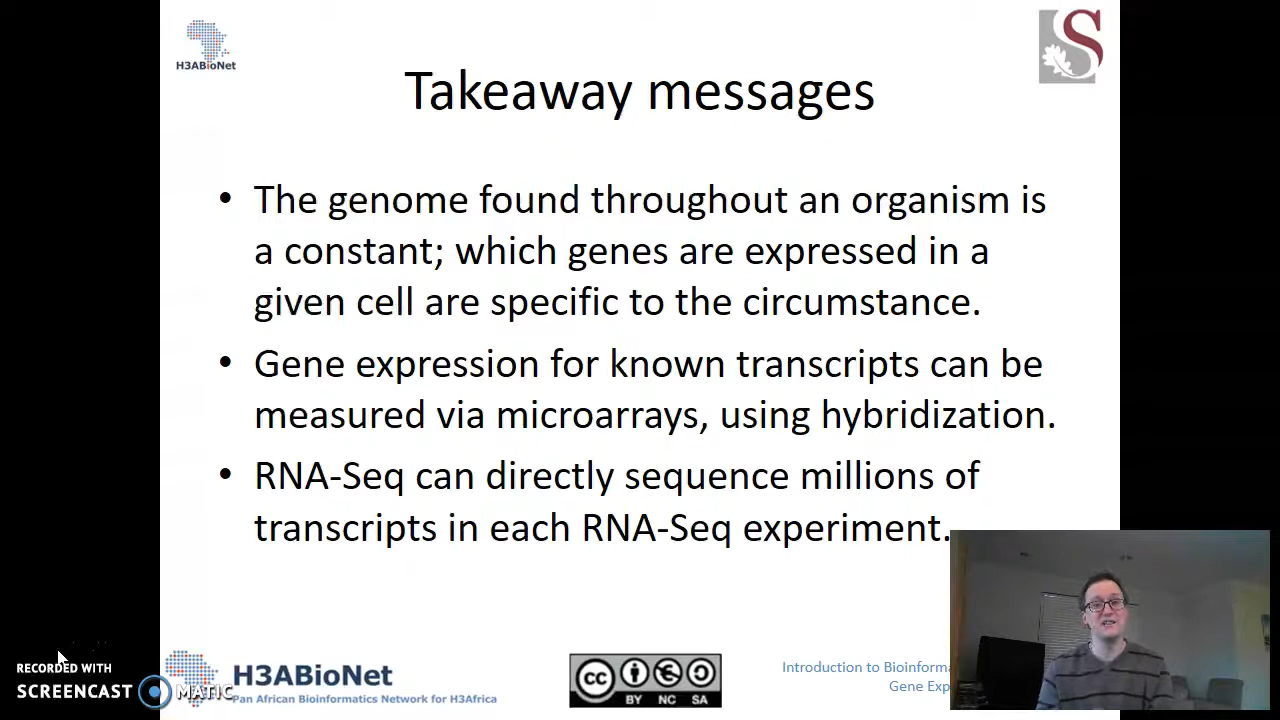 H3ABioNet
S
Takeaway messages
• The genome found throughout an organism is
a constant; which genes are expressed in a
given cell are specific to the circumstance.
• Gene expression for known transcripts can be
measured via microarrays, using hybridization.
• RNA-Seq can directly sequence millions of
transcripts in each RNA-Seq experiment.
RECORDED WITH
SCREENCAST MATIC
H3ABioNet
Pan African Bioinformatics Network for H3Africa
cc
BY NC SA
Introduction to Bioinforma
Gene Exp